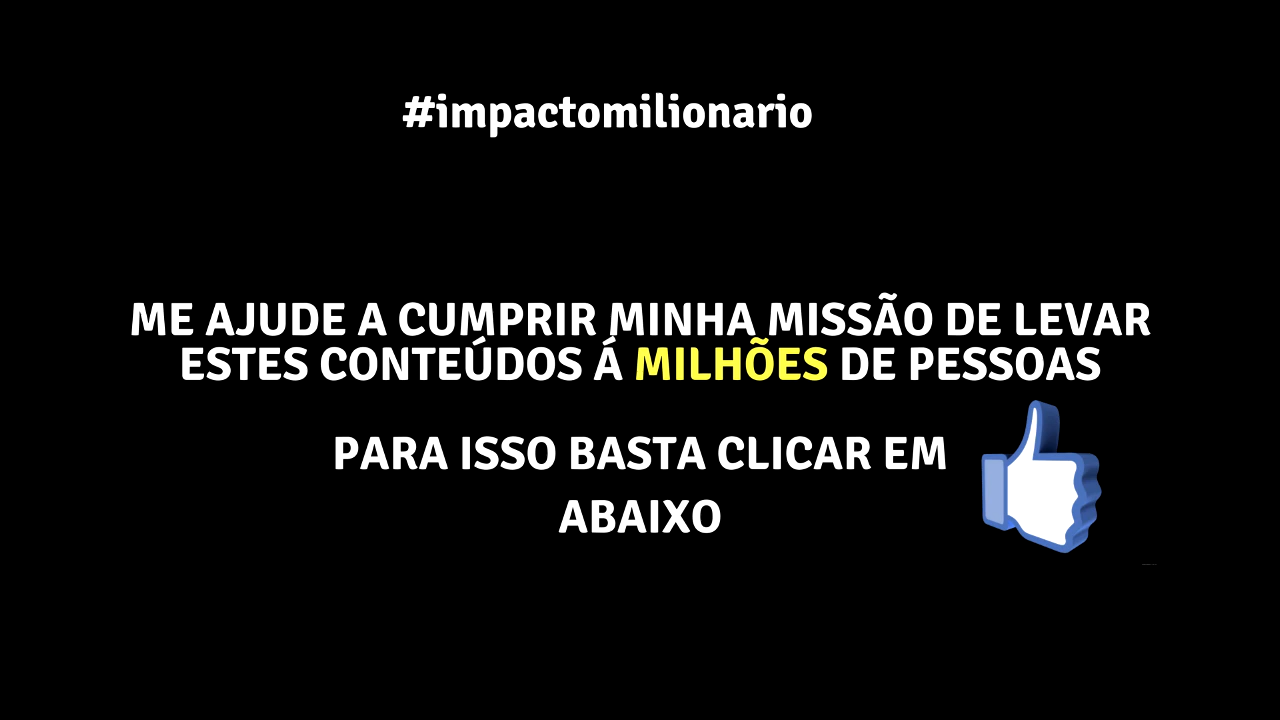 #impactomilionario
ME AJUDE A CUMPRIR MINHA MISSÃO DE LEVAR
ESTES CONTEÚDOS Á MILHÕES DE PESSOAS
PARA ISSO BASTA CLICAR EM
ABAIXO